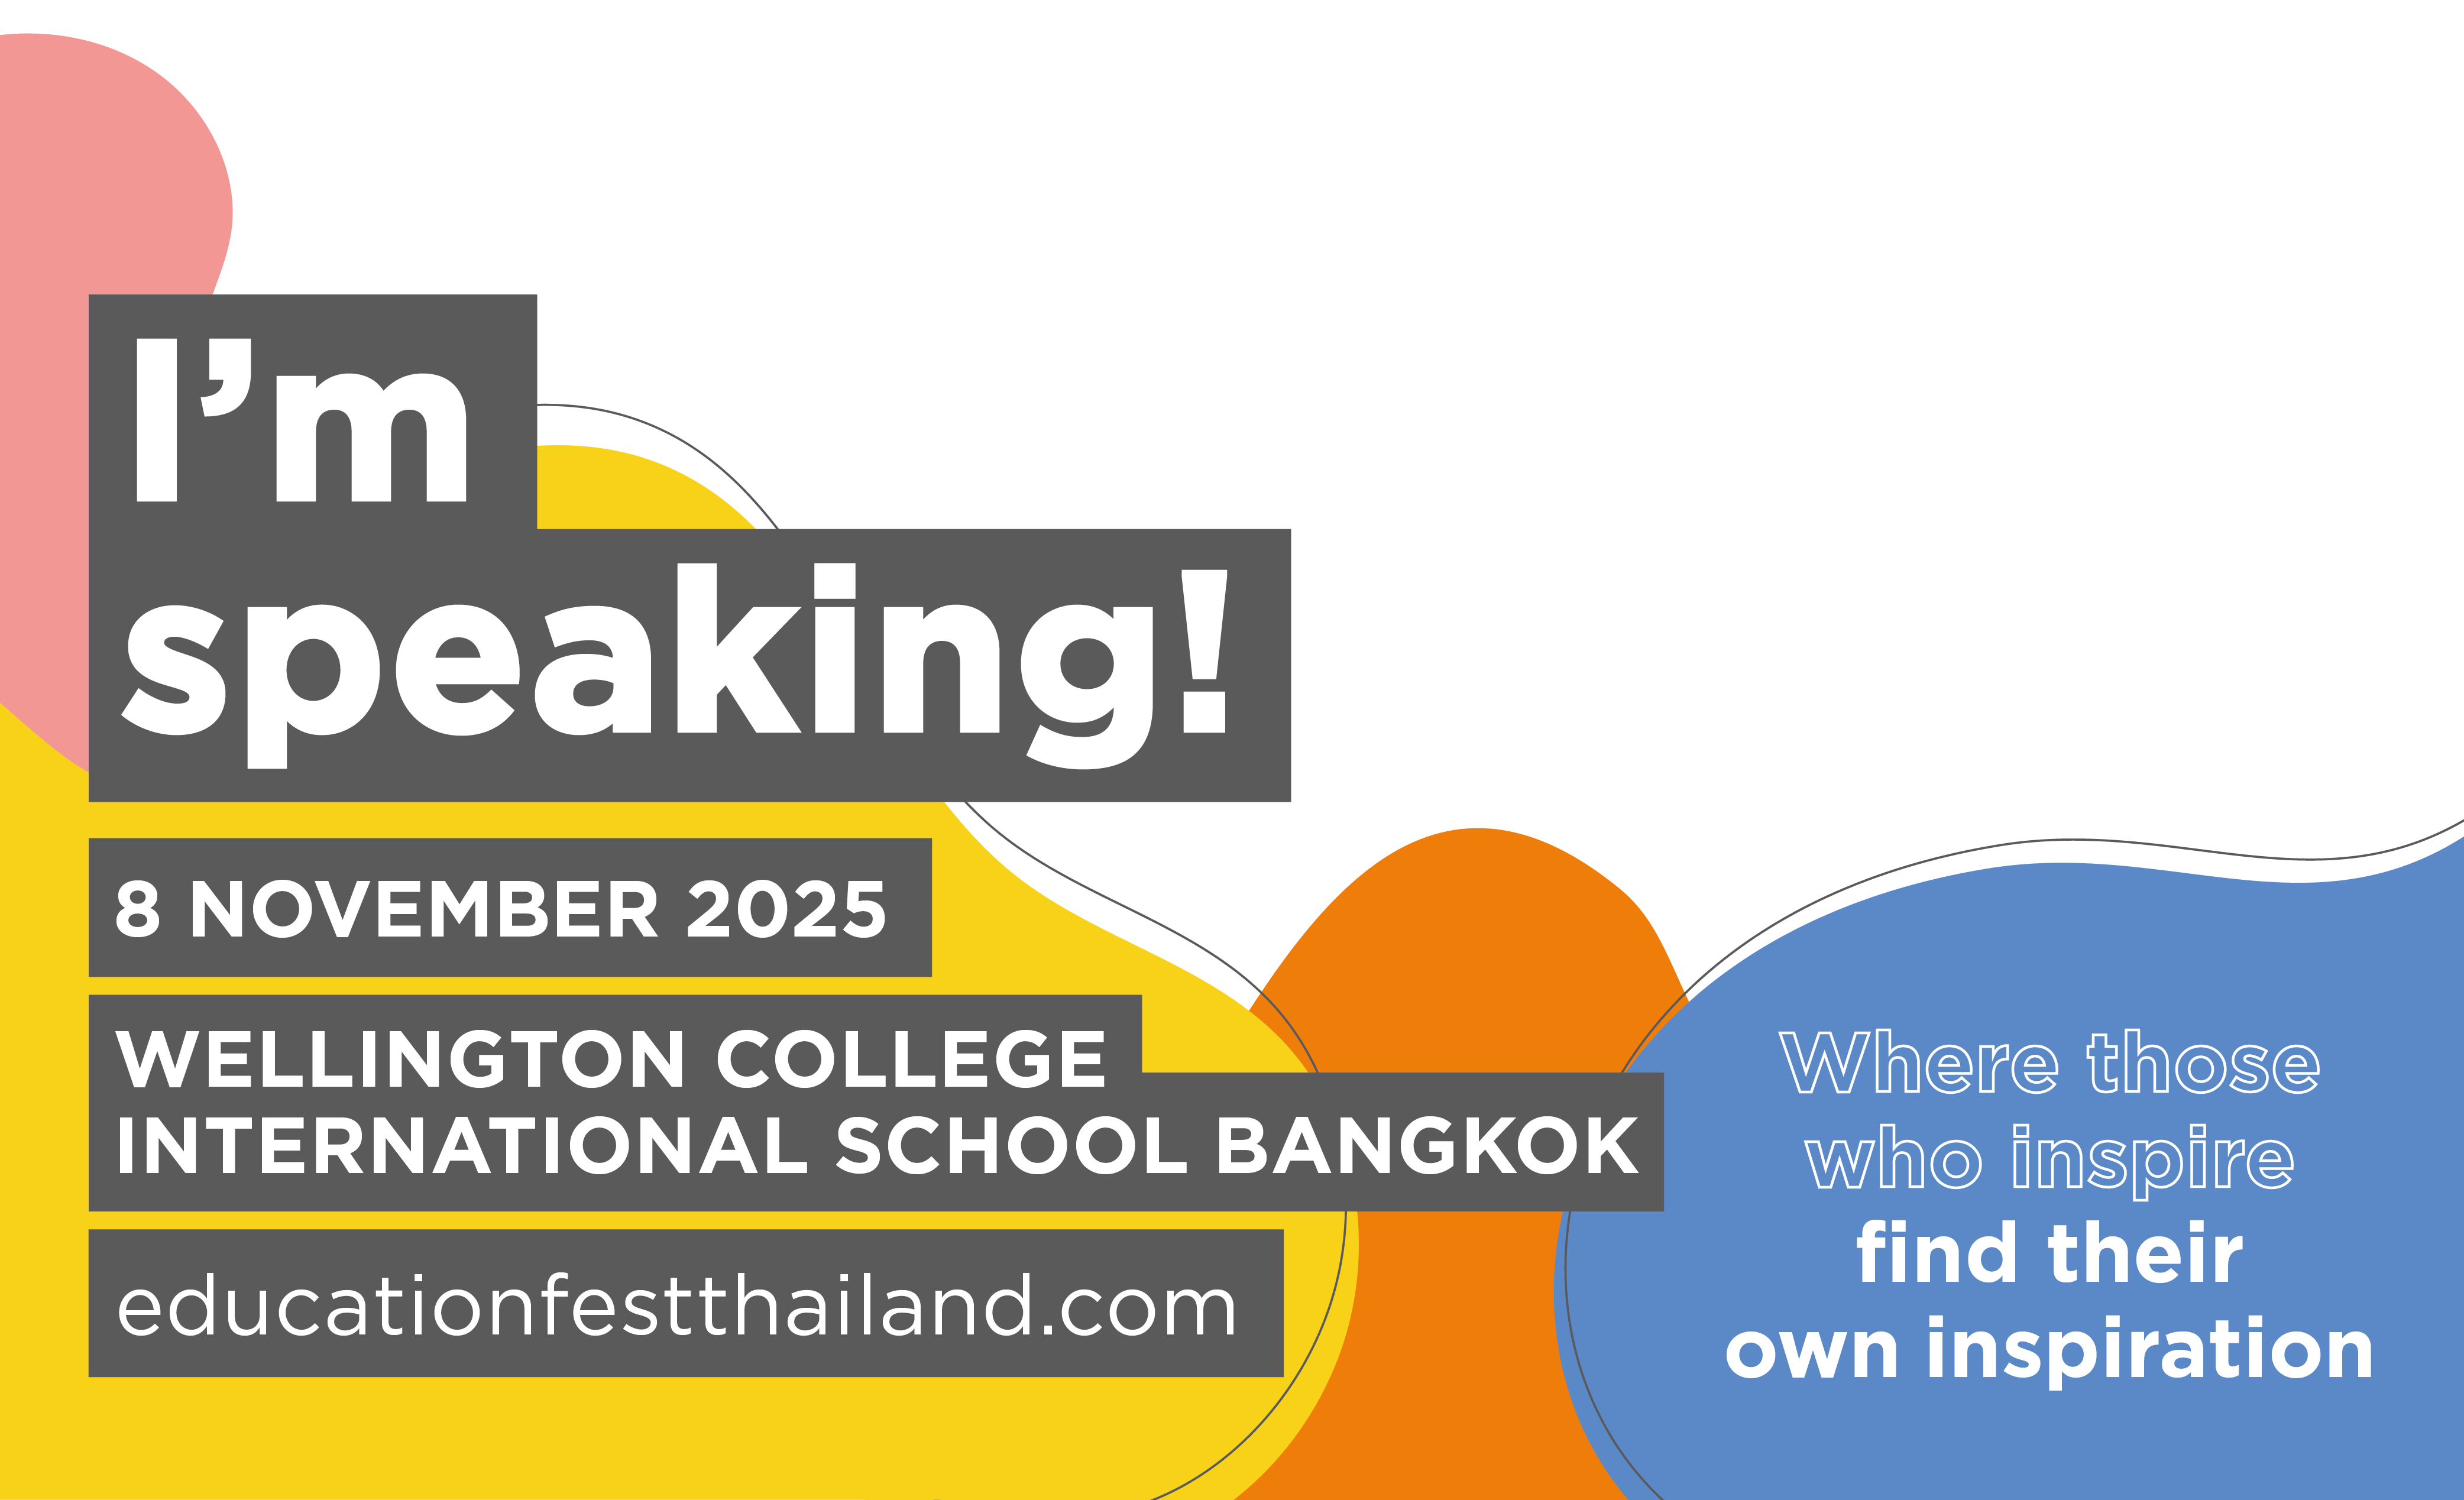 I’m
speaking!
8 NOVEMBER 2025
WELLINGTON COLLEGE
INTERNATIONAL SCHOOL BANGKOK
educationfestthailand.com
Where those
who inspire
find their
own inspiration